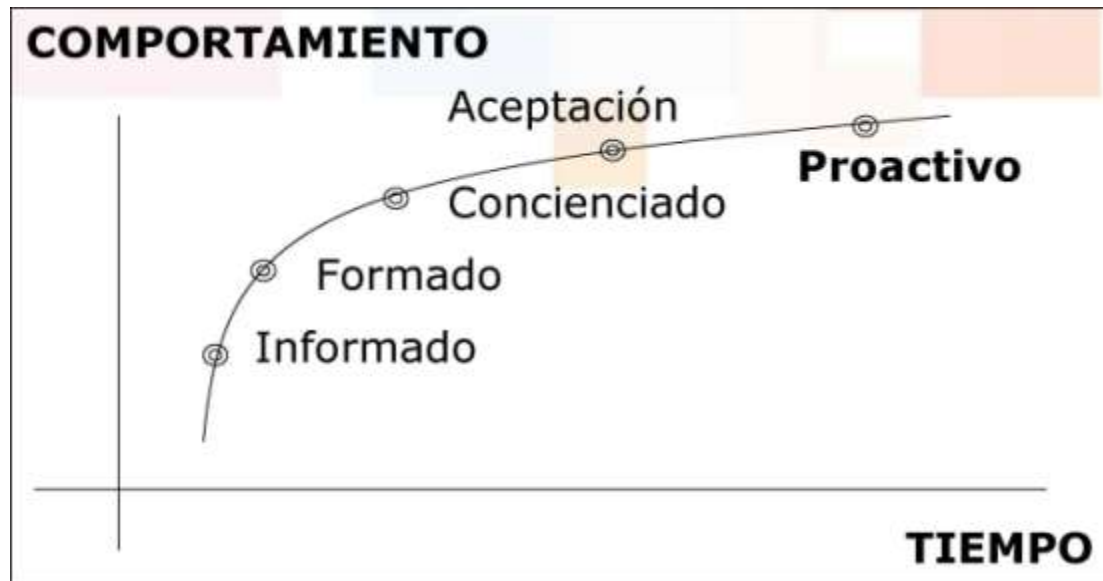 COMPORTAMIENTO
Aceptación
Proactivo
Concienciado
Formado
Informado
TIEMPO